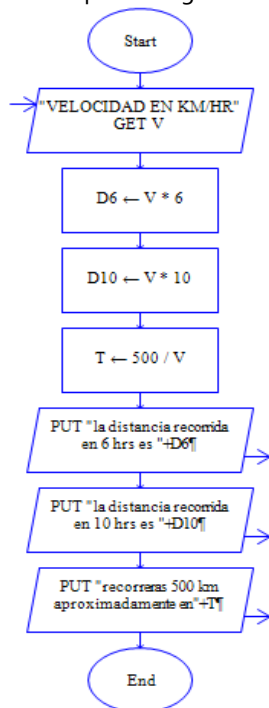 Start
"VELOCIDAD EN KM/HR"
GET V
D6 ← V * 6
D10 ← V * 10
T ← 500 / V
PUT "la distancia recorrida
en 6 hrs es "+D6¶
PUT "la distancia recorrida
en 10 hrs es "+D10¶
PUT "recorreras 500 km
aproximadamente en"+T¶
End